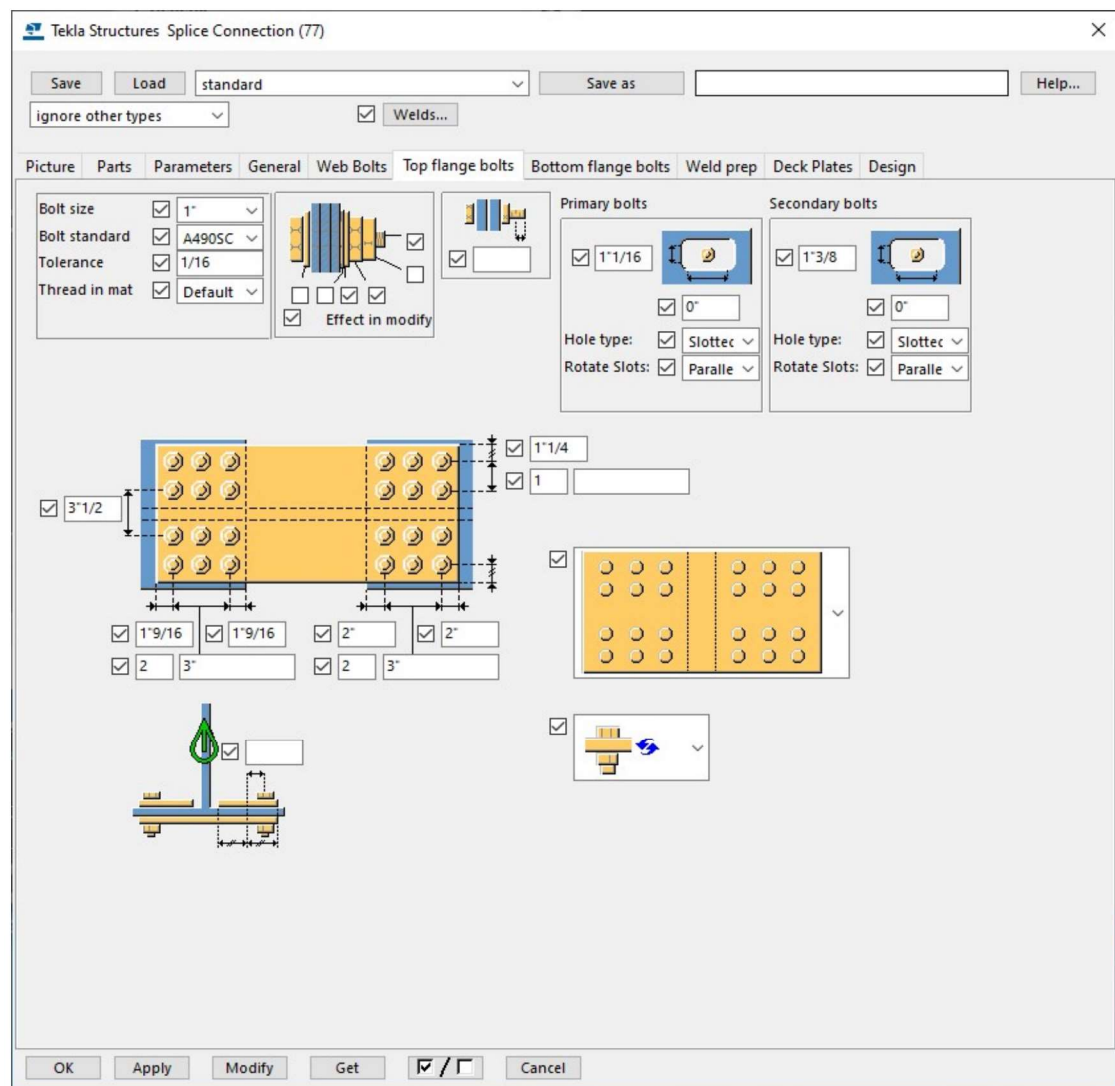 Tekla Structures Splice Connection (77)
Save Load standard Save as Help...
ignore other types Welds...
Picture Parts Parameters General Web Bolts Top flange bolts Bottom flange bolts Weld prep Deck Plates Design
Bolt size 1"
Bolt standard A490SC
Tolerance 1/16
Thread in mat Default
Effect in modify
Primary bolts
1"1/16
0"
Hole type: Slottec
Rotate Slots: Paralle
Secondary bolts
1"3/8
0"
Hole type: Slottec
Rotate Slots: Paralle
1"1/4
1
3"1/2
1"9/16 1"9/16 2" 2"
2 3" 2 3"
OK Apply Modify Get / Cancel